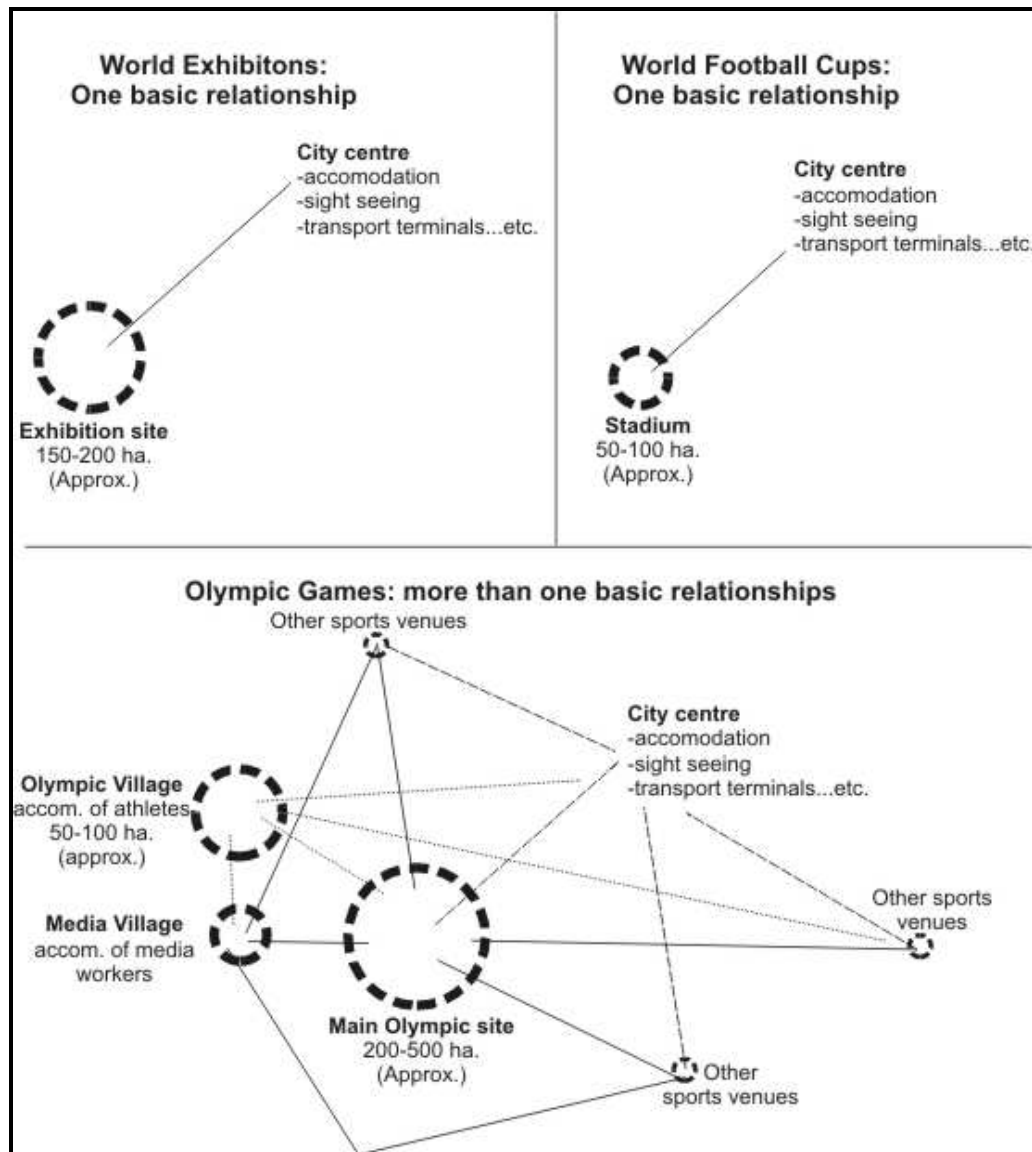 World Exhibitons:
One basic relationship
City centre
-accomodation
-sight seeing
-transport terminals...etc.
Exhibition site
150-200 ha.
(Approx.)
World Football Cups:
One basic relationship
City centre
-accomodation
-sight seeing
-transport terminals...etc.
Stadium
50-100 ha.
(Approx.)
Olympic Games: more than one basic relationships
Other sports venues
City centre
-accomodation
-sight seeing
-transport terminals...etc.
Olympic Village
accom. of athletes
50-100 ha.
(approx.)
Media Village
accom. of media
workers
Main Olympic site
200-500 ha.
(Approx.)
Other sports
venues
Other
sports venues